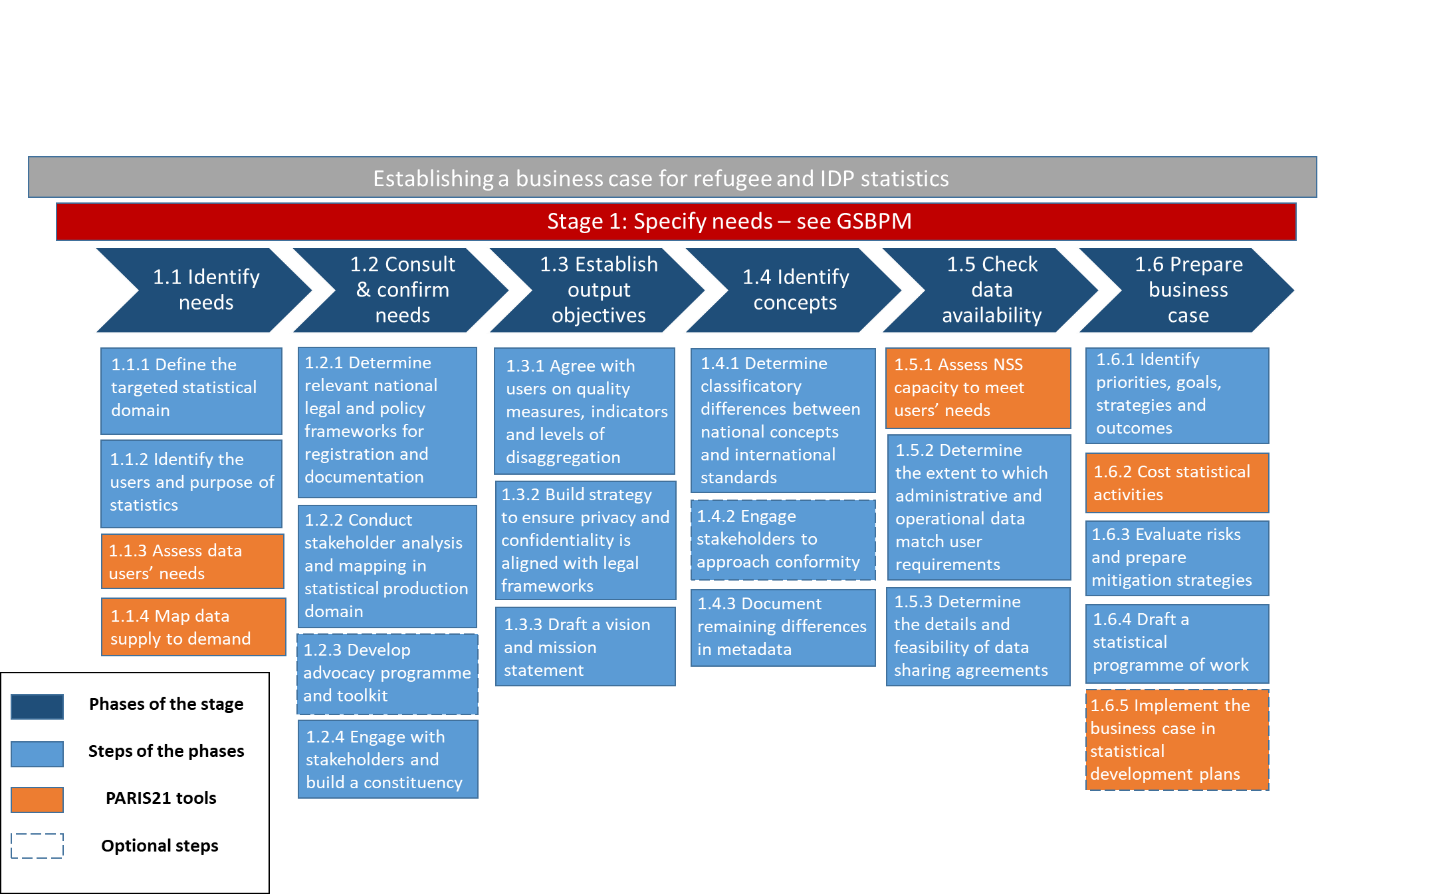 Establishing a business case for refugee and IDP statistics
Stage 1: Specify needs – see GSBPM
1.1 Identify
needs
1.2 Consult
& confirm
needs
1.3 Establish
output
objectives
1.4 Identify
concepts
1.5 Check
data
availability
1.6 Prepare
business
case
1.1.1 Define the
targeted statistical
domain
1.1.2 Identify the
users and purpose of
statistics
1.1.3 Assess data
users’ needs
1.1.4 Map data
supply to demand
1.2.1 Determine
relevant national
legal and policy
frameworks for
registration and
documentation
1.2.2 Conduct
stakeholder analysis
and mapping in
statistical production
domain
1.2.3 Develop
advocacy programme
and toolkit
1.2.4 Engage with
stakeholders and
build a constituency
1.3.1 Agree with
users on quality
measures, indicators
and levels of
disaggregation
1.3.2 Build strategy
to ensure privacy and
confidentiality is
aligned with legal
frameworks
1.3.3 Draft a vision
and mission
statement
1.4.1 Determine
classificatory
differences between
national concepts
and international
standards
1.4.2 Engage
stakeholders to
approach conformity
1.4.3 Document
remaining differences
in metadata
1.5.1 Assess NSS
capacity to meet
users’ needs
1.5.2 Determine
the extent to which
administrative and
operational data
match user
requirements
1.5.3 Determine
the details and
feasibility of data
sharing agreements
1.6.1 Identify
priorities, goals,
strategies and
outcomes
1.6.2 Cost statistical
activities
1.6.3 Evaluate risks
and prepare
mitigation strategies
1.6.4 Draft a
statistical
programme of work
1.6.5 Implement the
business case in
statistical
development plans
Phases of the stage
Steps of the phases
PARIS21 tools
Optional steps